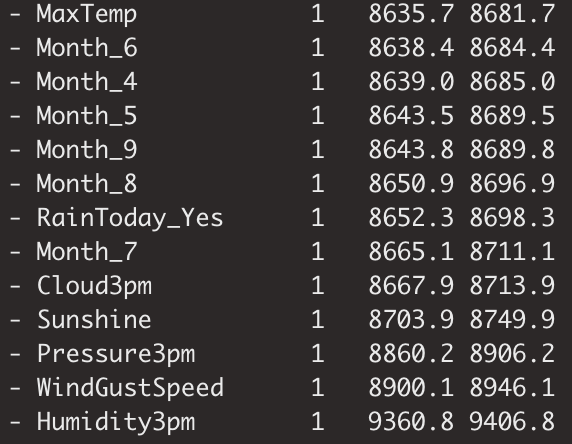 - MaxTemp 1 8635.7 8681.7
- Month_6 1 8638.4 8684.4
- Month_4 1 8639.0 8685.0
- Month_5 1 8643.5 8689.5
- Month_9 1 8643.8 8689.8
- Month_8 1 8650.9 8696.9
- RainToday_Yes 1 8652.3 8698.3
- Month_7 1 8665.1 8711.1
- Cloud3pm 1 8667.9 8713.9
- Sunshine 1 8703.9 8749.9
- Pressure3pm 1 8860.2 8906.2
- WindGustSpeed 1 8900.1 8946.1
- Humidity3pm 1 9360.8 9406.8